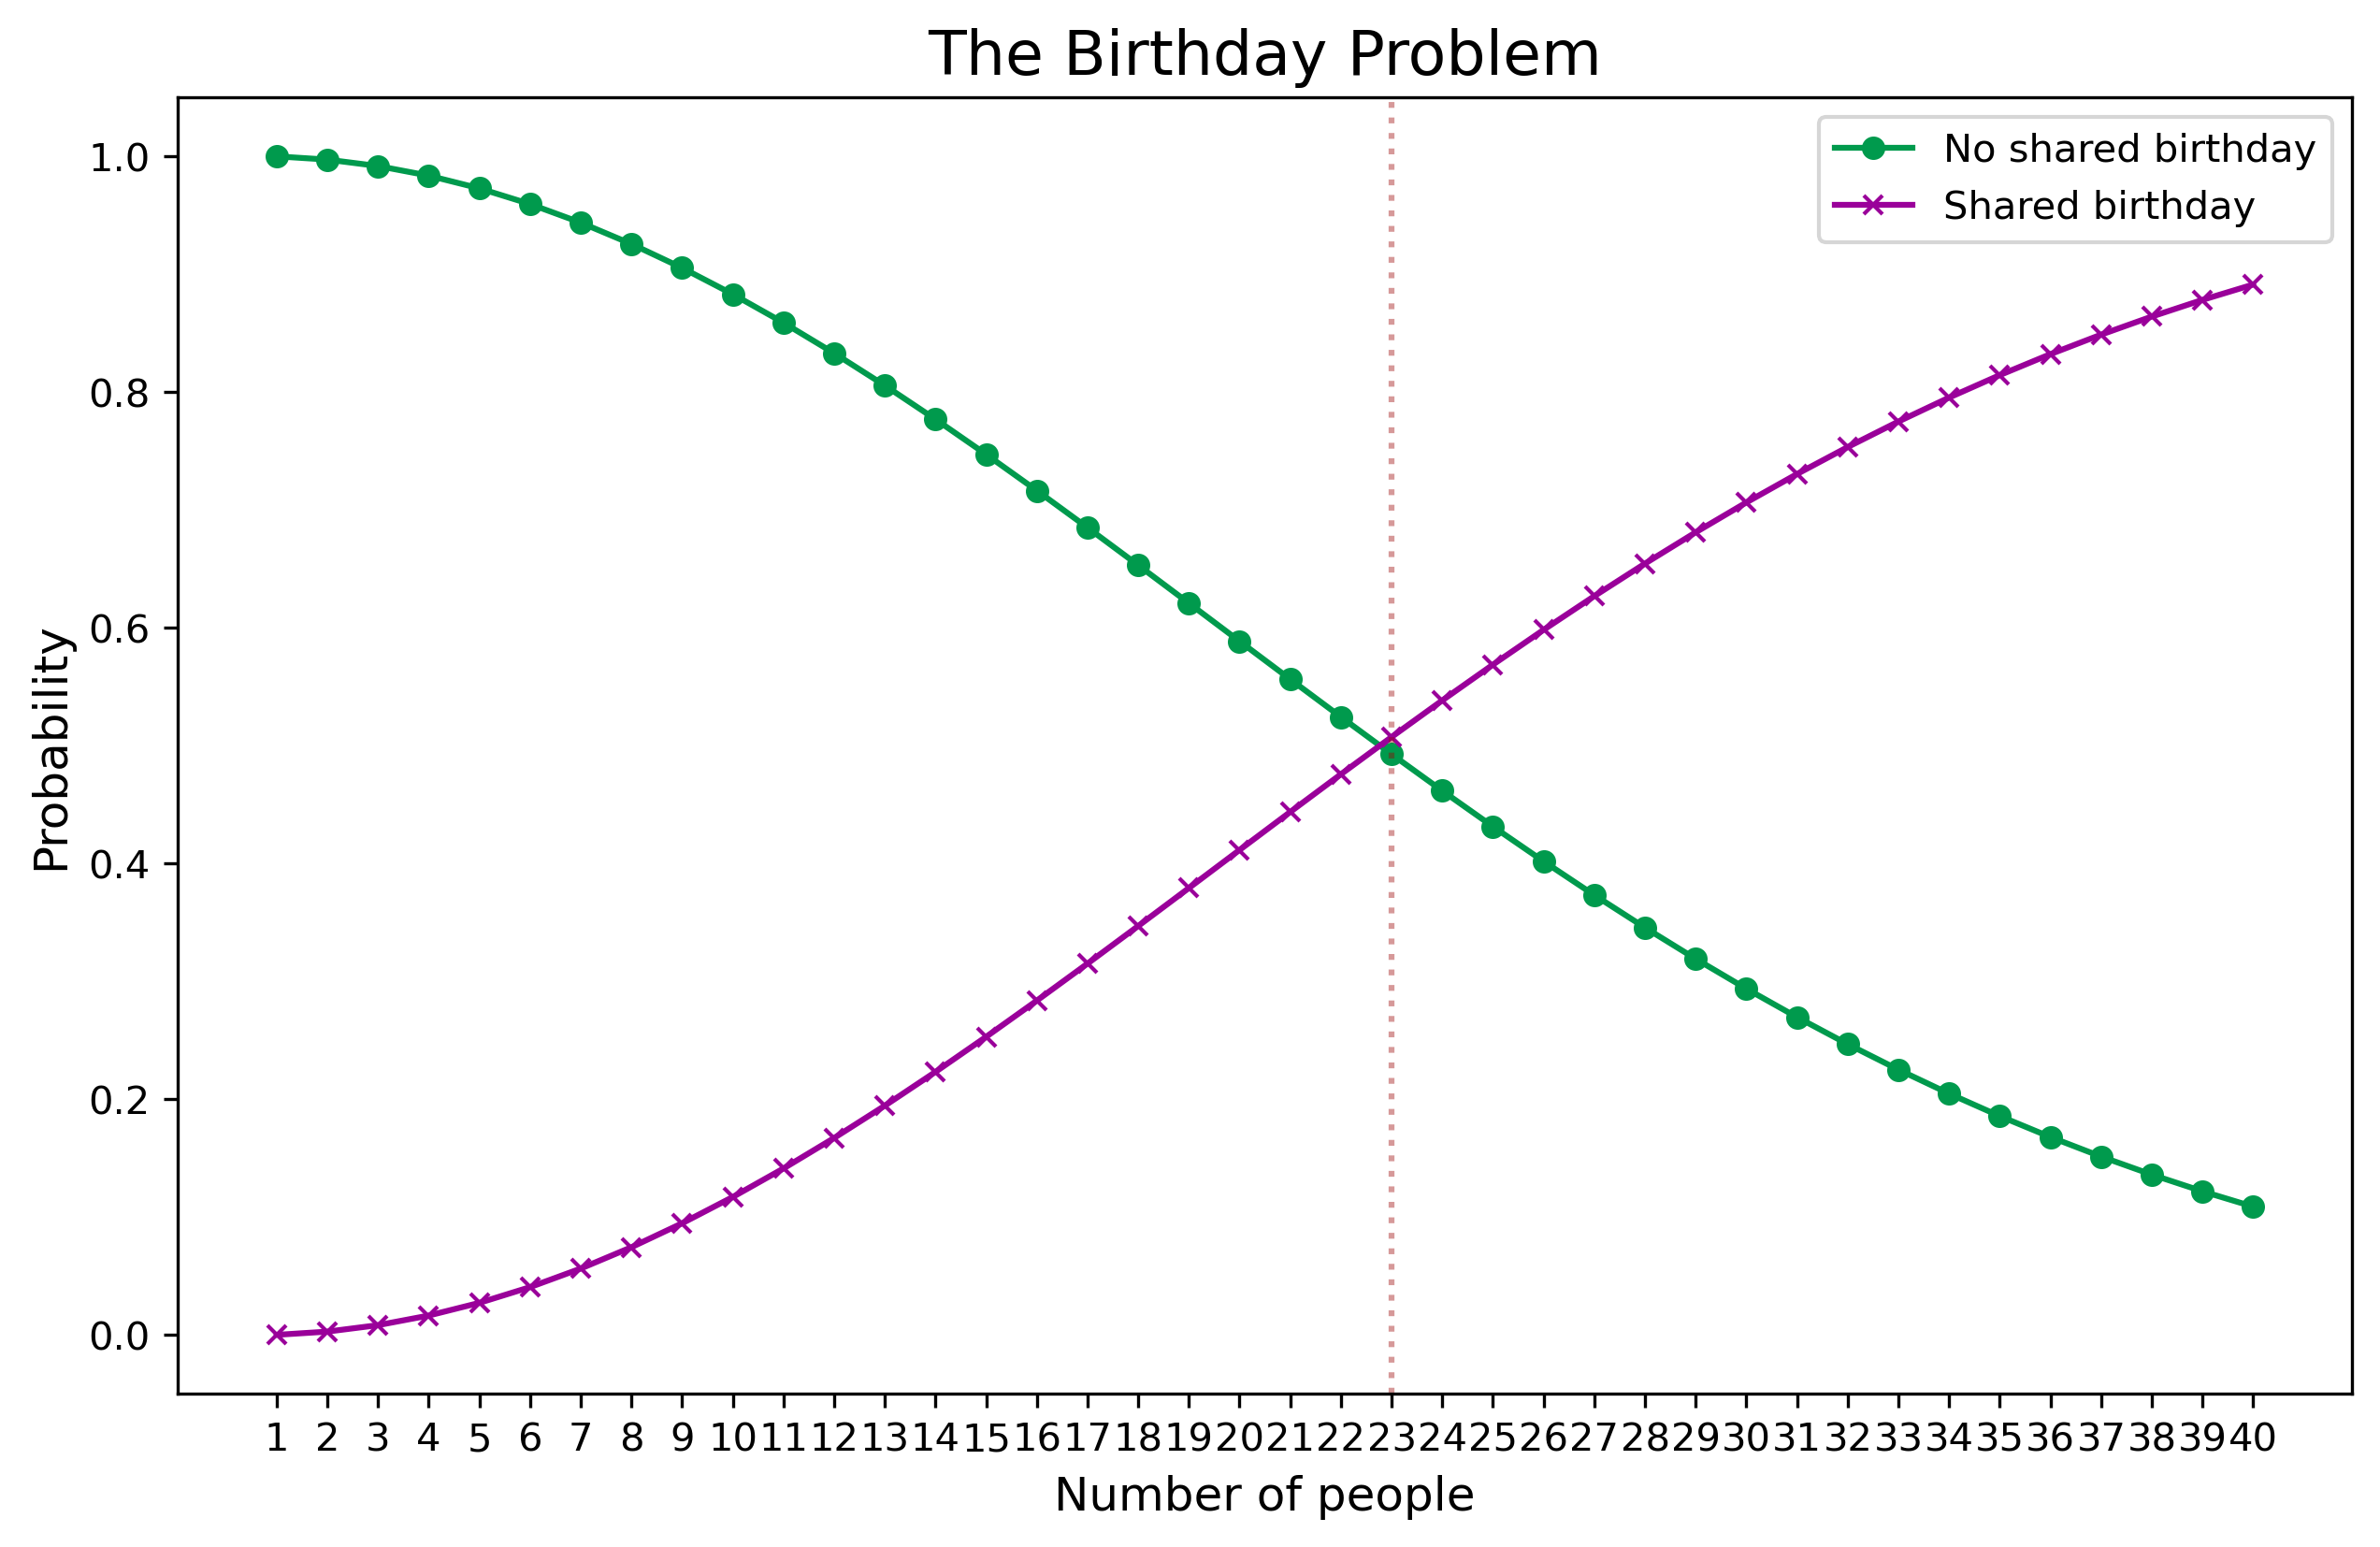 The Birthday Problem
No shared birthday
Shared birthday
1.0
0.8
0.6
0.4
0.2
0.0
Probability
1 2 3 4 5 6 7 8 9 10 11 12 13 14 15 16 17 18 19 20 21 22 23 24 25 26 27 28 29 30 31 32 33 34 35 36 37 38 39 40
Number of people